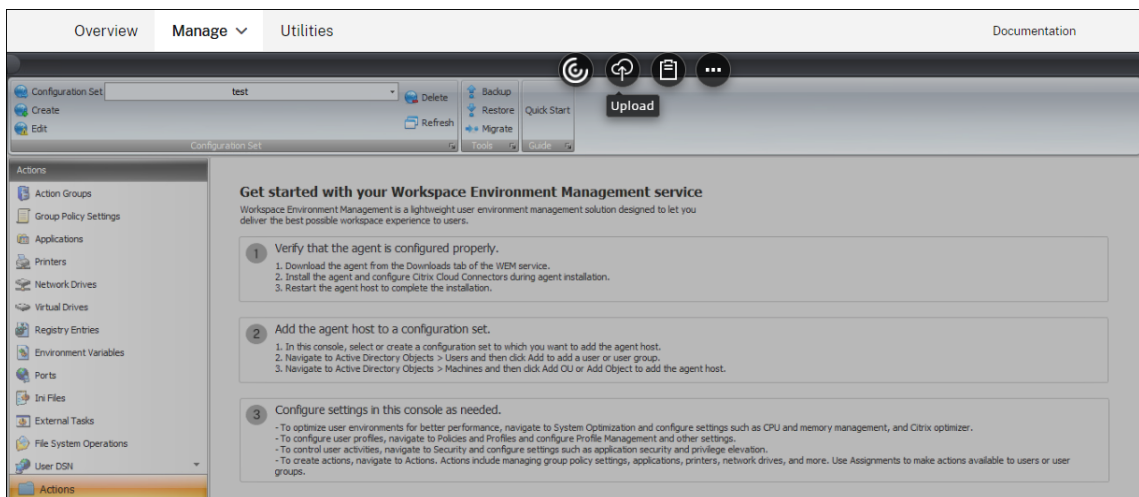 Overview Manage Utilities Documentation
Configuration Set test
Create
Edit
Delete
Refresh
Configuration Set
Backup
Restore
Migrate
Tools
Quick Start
Guide
Upload
Actions
Action Groups
Group Policy Settings
Applications
Printers
Network Drives
Virtual Drives
Registry Entries
Environment Variables
Ports
Ini Files
External Tasks
File System Operations
User DSN
Actions
Get started with your Workspace Environment Management service
Workspace Environment Management is a lightweight user environment management solution designed to let you
deliver the best possible workspace experience to users.
1 Verify that the agent is configured properly.
1. Download the agent from the Downloads tab of the WEM service.
2. Install the agent and configure Citrix Cloud Connectors during agent installation.
3. Restart the agent host to complete the installation.
2 Add the agent host to a configuration set.
1. In this console, select or create a configuration set to which you want to add the agent host.
2. Navigate to Active Directory Objects > Users and then click Add to add a user or user group.
3. Navigate to Active Directory Objects > Machines and then click Add OU or Add Object to add the agent host.
3 Configure settings in this console as needed.
- To optimize user environments for better performance, navigate to System Optimization and configure settings such as CPU and memory management, and Citrix optimizer.
- To configure user profiles, navigate to Policies and Profiles and configure Profile Management and other settings.
- To control user activities, navigate to Security and configure settings such as application security and privilege elevation.
- To create actions, navigate to Actions. Actions include managing group policy settings, applications, printers, network drives, and more. Use Assignments to make actions available to users or user
groups.